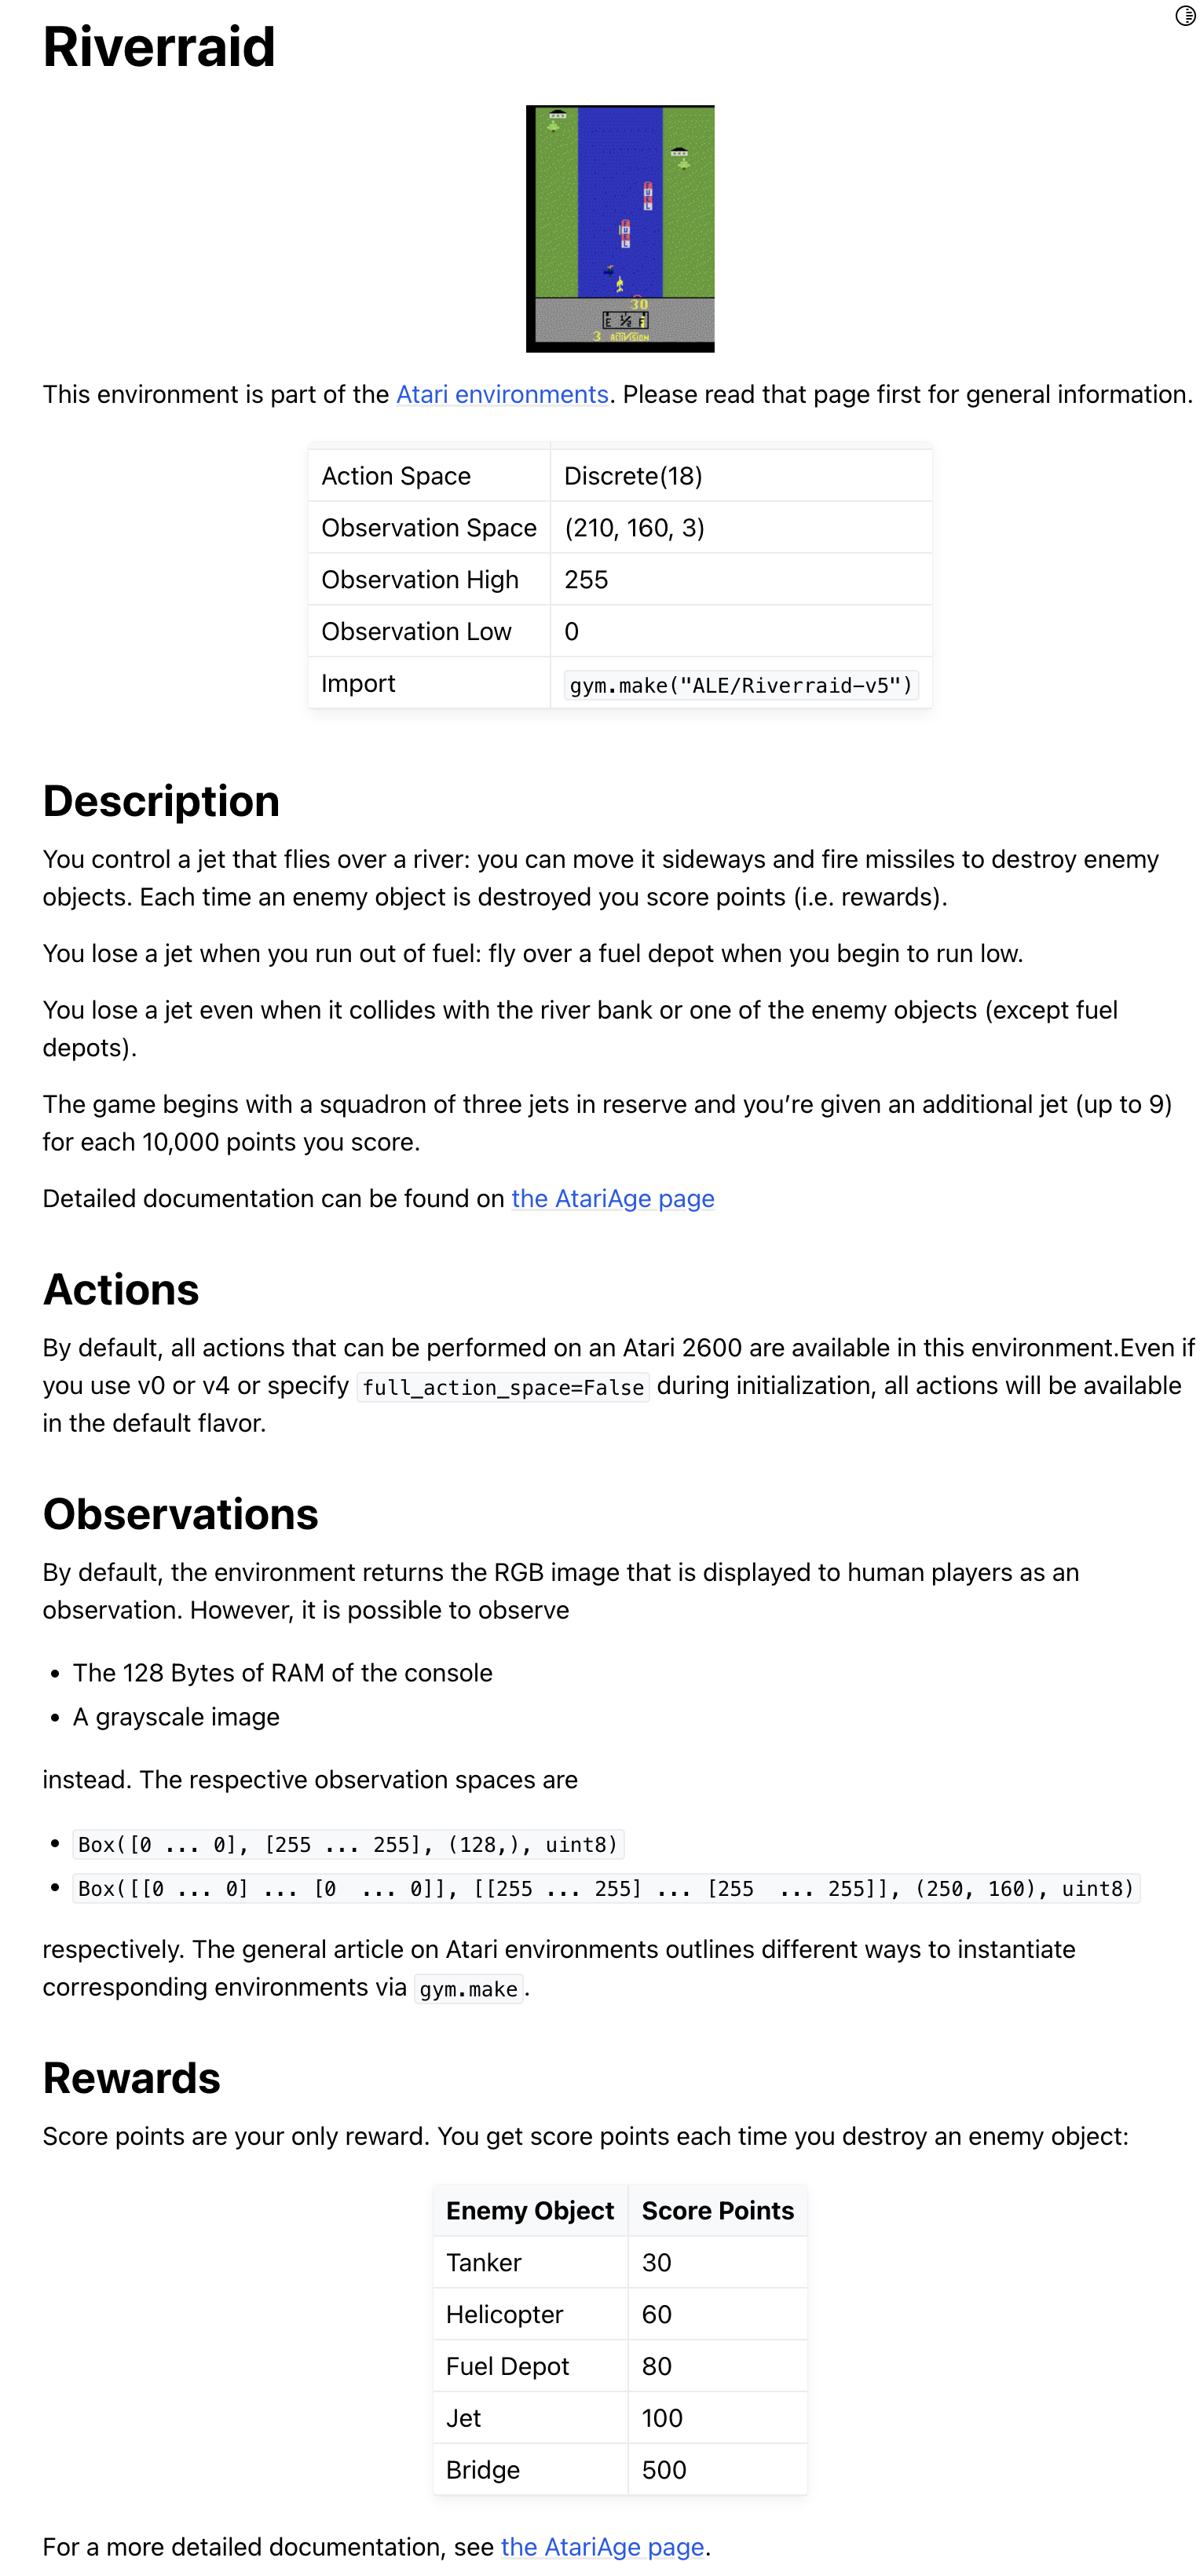 Riverraid
FUEL
FUEL
30
E ½ F
3 ACTIVISION
This environment is part of the Atari environments. Please read that page first for general information.
Action Space Discrete(18)
Observation Space (210, 160, 3)
Observation High 255
Observation Low 0
Import gym.make("ALE/Riverraid-v5")
Description
You control a jet that flies over a river: you can move it sideways and fire missiles to destroy enemy
objects. Each time an enemy object is destroyed you score points (i.e. rewards).
You lose a jet when you run out of fuel: fly over a fuel depot when you begin to run low.
You lose a jet even when it collides with the river bank or one of the enemy objects (except fuel
depots).
The game begins with a squadron of three jets in reserve and you’re given an additional jet (up to 9)
for each 10,000 points you score.
Detailed documentation can be found on the AtariAge page
Actions
By default, all actions that can be performed on an Atari 2600 are available in this environment.Even if
you use v0 or v4 or specify full_action_space=False during initialization, all actions will be available
in the default flavor.
Observations
By default, the environment returns the RGB image that is displayed to human players as an
observation. However, it is possible to observe
• The 128 Bytes of RAM of the console
• A grayscale image
instead. The respective observation spaces are
• Box([0 ... 0], [255 ... 255], (128,), uint8)
• Box([[0 ... 0] ... [0  ... 0]], [[255 ... 255] ... [255  ... 255]], (250, 160), uint8)
respectively. The general article on Atari environments outlines different ways to instantiate
corresponding environments via gym.make.
Rewards
Score points are your only reward. You get score points each time you destroy an enemy object:
Enemy Object Score Points
Tanker 30
Helicopter 60
Fuel Depot 80
Jet 100
Bridge 500
For a more detailed documentation, see the AtariAge page.